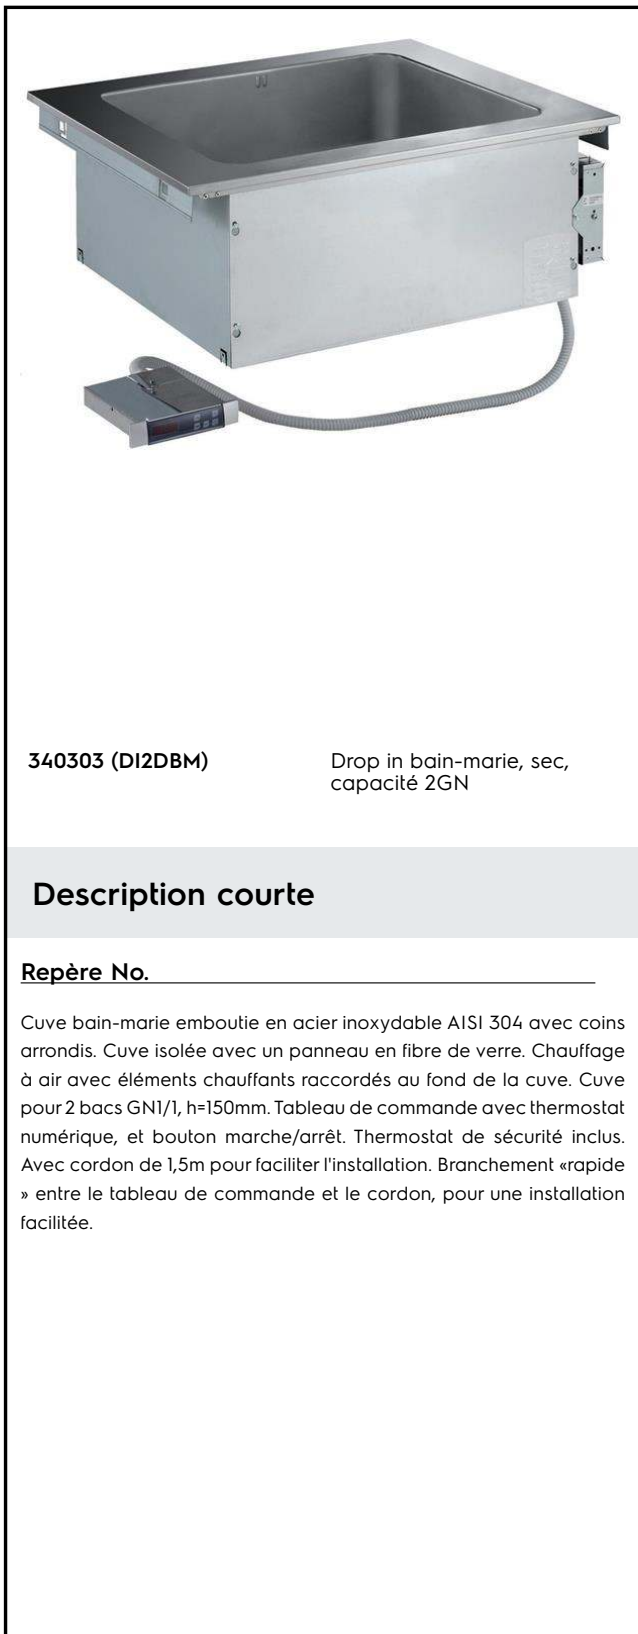 340303 (DI2DBM)
Drop in bain-marie, sec,
capacité 2GN
Description courte
Repère No.
Cuve bain-marie emboutie en acier inoxydable AISI 304 avec coins
arrondis. Cuve isolée avec un panneau en fibre de verre. Chauffage
à air avec éléments chauffants raccordés au fond de la cuve. Cuve
pour 2 bacs GN1/1, h=150mm. Tableau de commande avec thermostat
numérique, et bouton marche/arrêt. Thermostat de sécurité inclus.
Avec cordon de 1,5m pour faciliter l'installation. Branchement «rapide
» entre le tableau de commande et le cordon, pour une installation
facilitée.